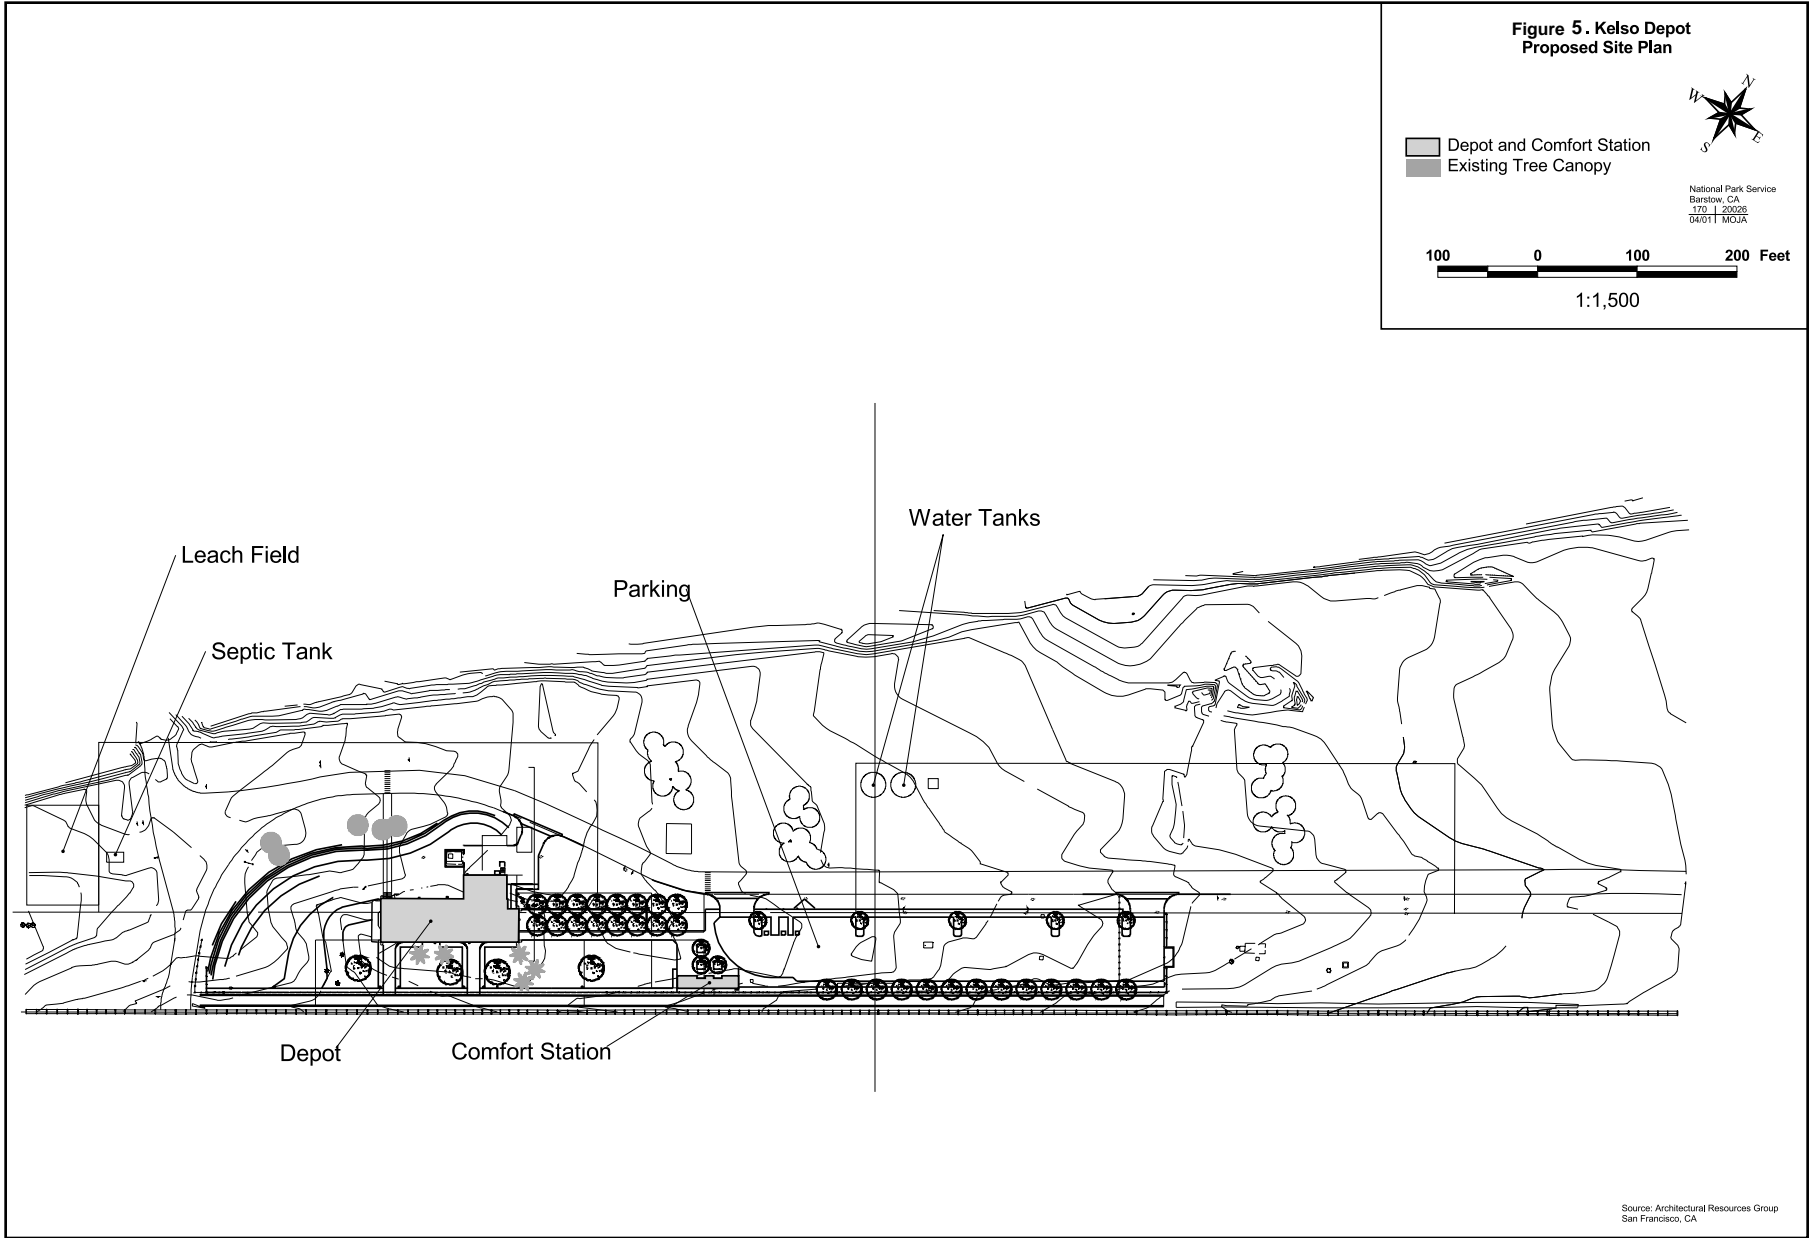 Figure 5. Kelso Depot
Proposed Site Plan
N
W
E
S
Depot and Comfort Station
Existing Tree Canopy
National Park Service
Barstow, CA
170 | 20026
04/01 | MOJA
100 0 100 200 Feet
1:1,500
Water Tanks
Leach Field
Parking
Septic Tank
Depot
Comfort Station
Source: Architectural Resources Group
San Francisco, CA